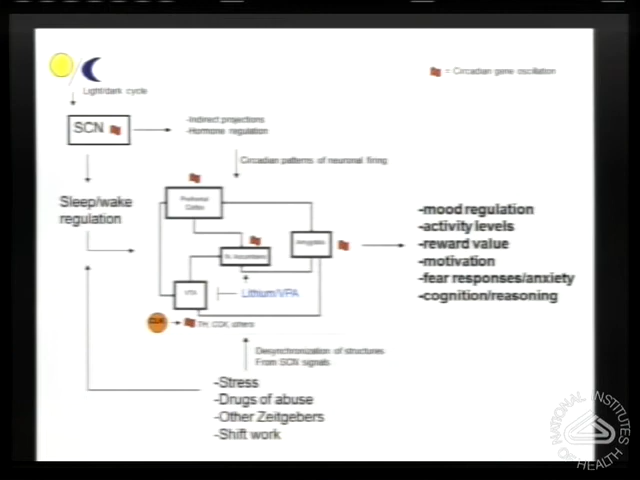 = Circadian gene oscillation
Light/dark cycle
SCN
-Indirect projections
-Hormone regulation
Circadian patterns of neuronal firing
Sleep/wake
regulation
Prefrontal
Cortex
N. Accumbens
Amygdala
VTA
Lithium/VPA
CLK
TH, CCK, others
-mood regulation
-activity levels
-reward value
-motivation
-fear responses/anxiety
-cognition/reasoning
Desynchronization of structures
From SCN signals
-Stress
-Drugs of abuse
-Other Zeitgebers
-Shift work
NATIONAL INSTITUTES
OF HEALTH